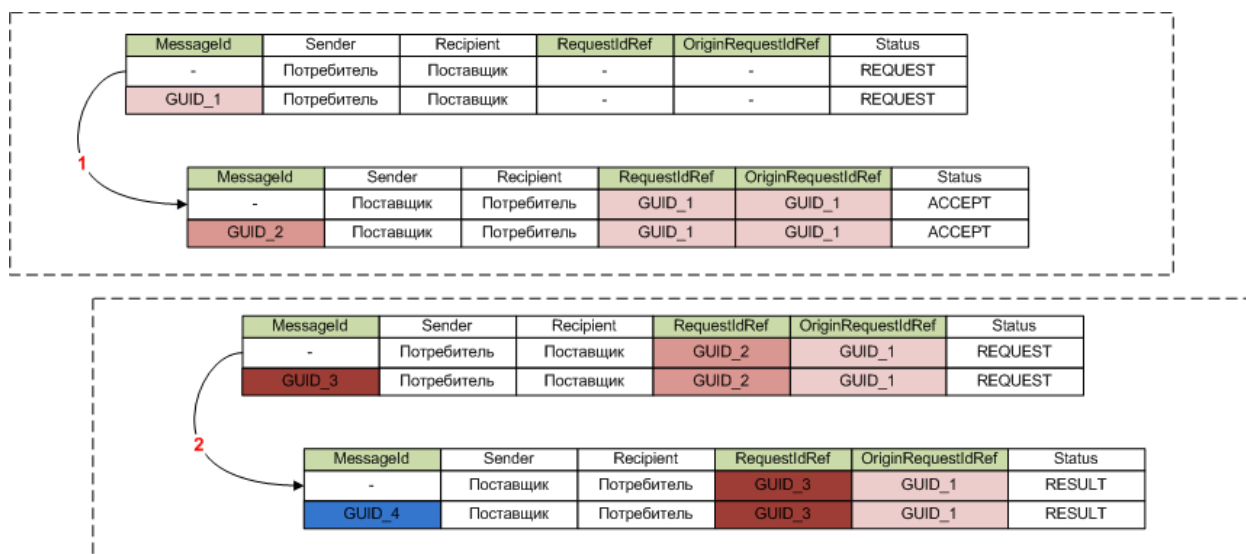 MessageId Sender Recipient RequestIdRef OriginRequestIdRef Status
- Потребитель Поставщик - - REQUEST
GUID_1 Потребитель Поставщик - - REQUEST
1
MessageId Sender Recipient RequestIdRef OriginRequestIdRef Status
- Поставщик Потребитель GUID_1 GUID_1 ACCEPT
GUID_2 Поставщик Потребитель GUID_1 GUID_1 ACCEPT
MessageId Sender Recipient RequestIdRef OriginRequestIdRef Status
- Потребитель Поставщик GUID_2 GUID_1 REQUEST
GUID_3 Потребитель Поставщик GUID_2 GUID_1 REQUEST
2
MessageId Sender Recipient RequestIdRef OriginRequestIdRef Status
- Поставщик Потребитель GUID_3 GUID_1 RESULT
GUID_4 Поставщик Потребитель GUID_3 GUID_1 RESULT